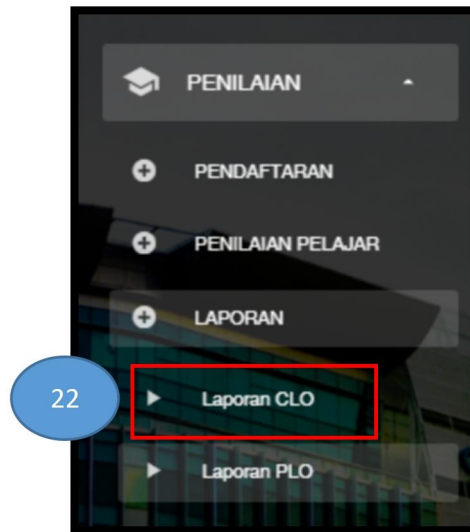 PENILAIAN
PENDAFTARAN
PENILAIAN PELAJAR
LAPORAN
22
Laporan CLO
Laporan PLO